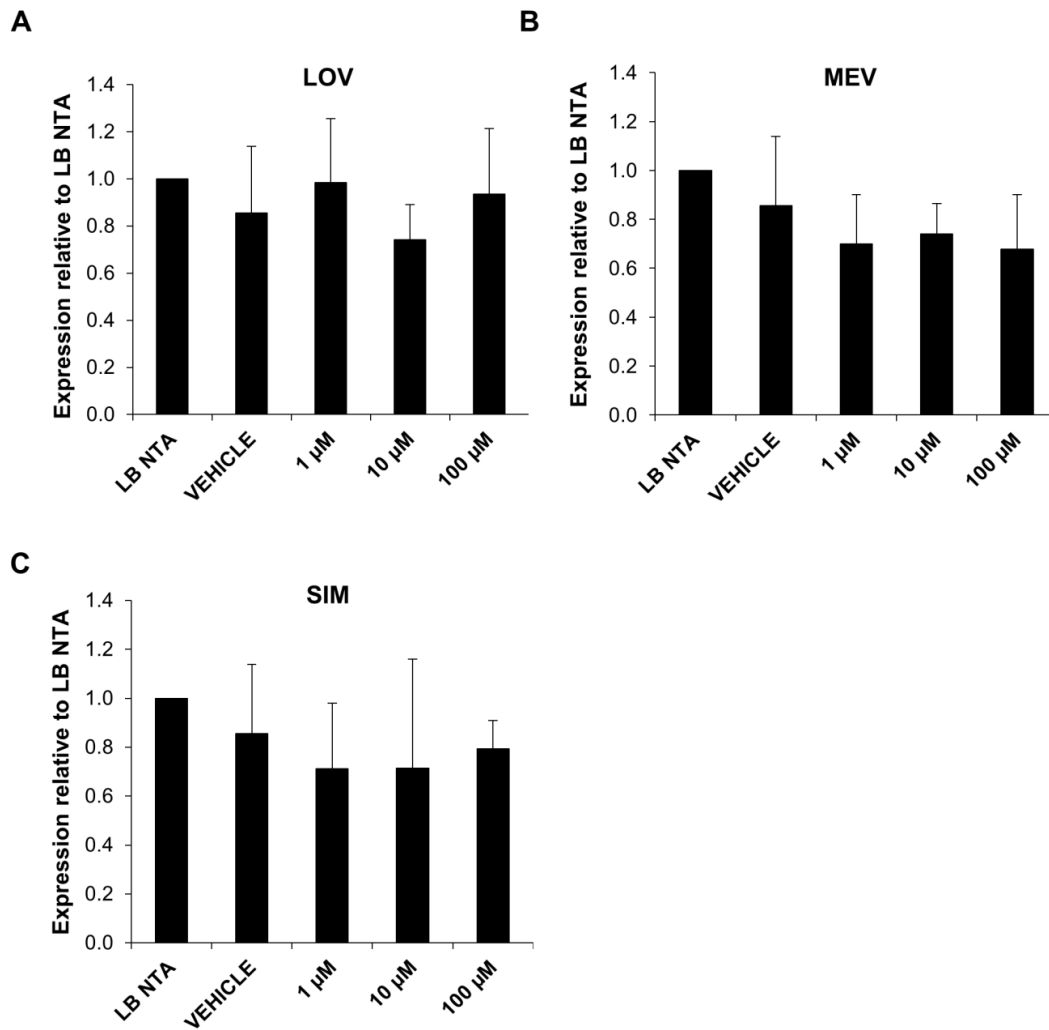 A
LOV
Expression relative to LB NTA
1.4
1.2
1.0
0.8
0.6
0.4
0.2
0.0
LB NTA
VEHICLE
1 µM
10 µM
100 µM
B
MEV
Expression relative to LB NTA
1.4
1.2
1.0
0.8
0.6
0.4
0.2
0.0
LB NTA
VEHICLE
1 µM
10 µM
100 µM
C
SIM
Expression relative to LB NTA
1.4
1.2
1.0
0.8
0.6
0.4
0.2
0.0
LB NTA
VEHICLE
1 µM
10 µM
100 µM